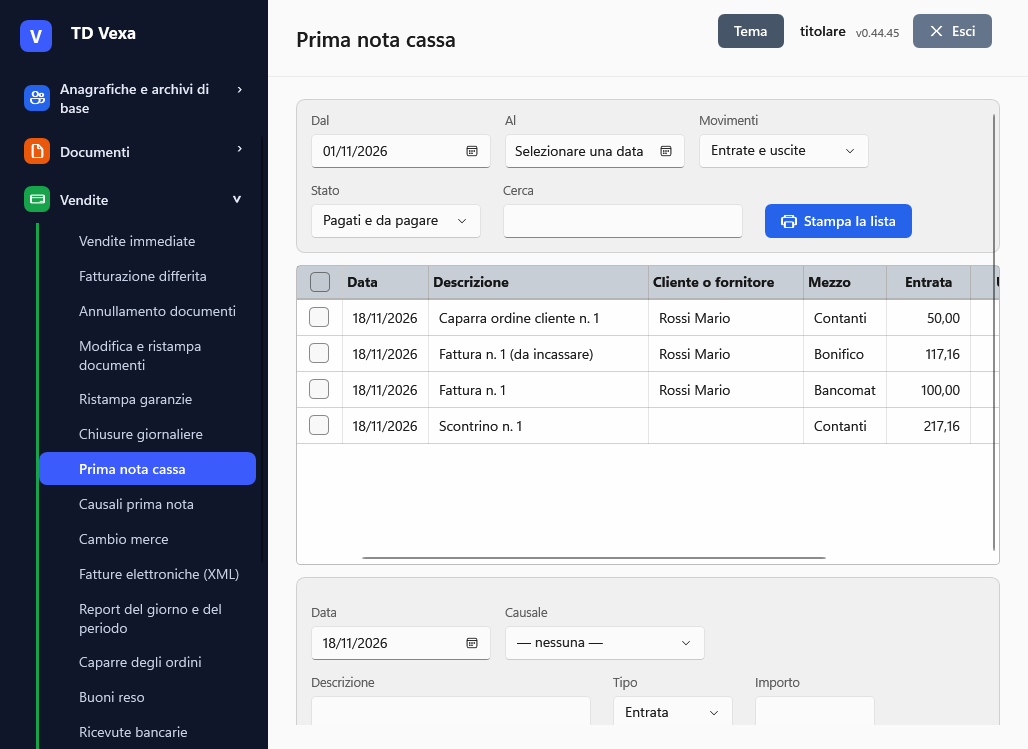 V
TD Vexa
Anagrafiche e archivi di
base
Documenti
Vendite
Vendite immediate
Fatturazione differita
Annullamento documenti
Modifica e ristampa
documenti
Ristampa garanzie
Chiusure giornaliere
Prima nota cassa
Causali prima nota
Cambio merce
Fatture elettroniche (XML)
Report del giorno e del
periodo
Caparre degli ordini
Buoni reso
Ricevute bancarie
Prima nota cassa
Tema titolare v0.44.45 Esci
Dal Al Movimenti
01/11/2026 Selezionare una data Entrate e uscite
Stato Cerca
Pagati e da pagare Stampa la lista
Data Descrizione Cliente o fornitore Mezzo Entrata
18/11/2026 Caparra ordine cliente n. 1 Rossi Mario Contanti 50,00
18/11/2026 Fattura n. 1 (da incassare) Rossi Mario Bonifico 117,16
18/11/2026 Fattura n. 1 Rossi Mario Bancomat 100,00
18/11/2026 Scontrino n. 1 Contanti 217,16
Data Causale
18/11/2026 — nessuna —
Descrizione Tipo Importo
Entrata